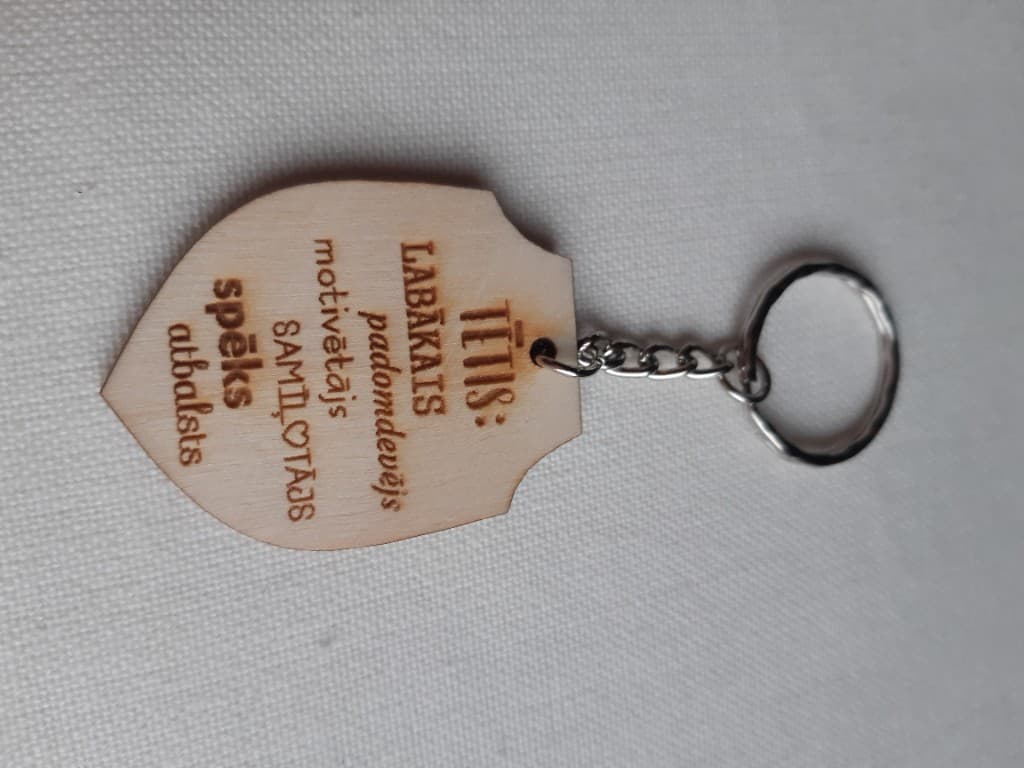 TĒTIS:
LABĀKAIS
padomdevējs
motivētājs
SAMĪĻOTĀJS
spēks
atbalsts